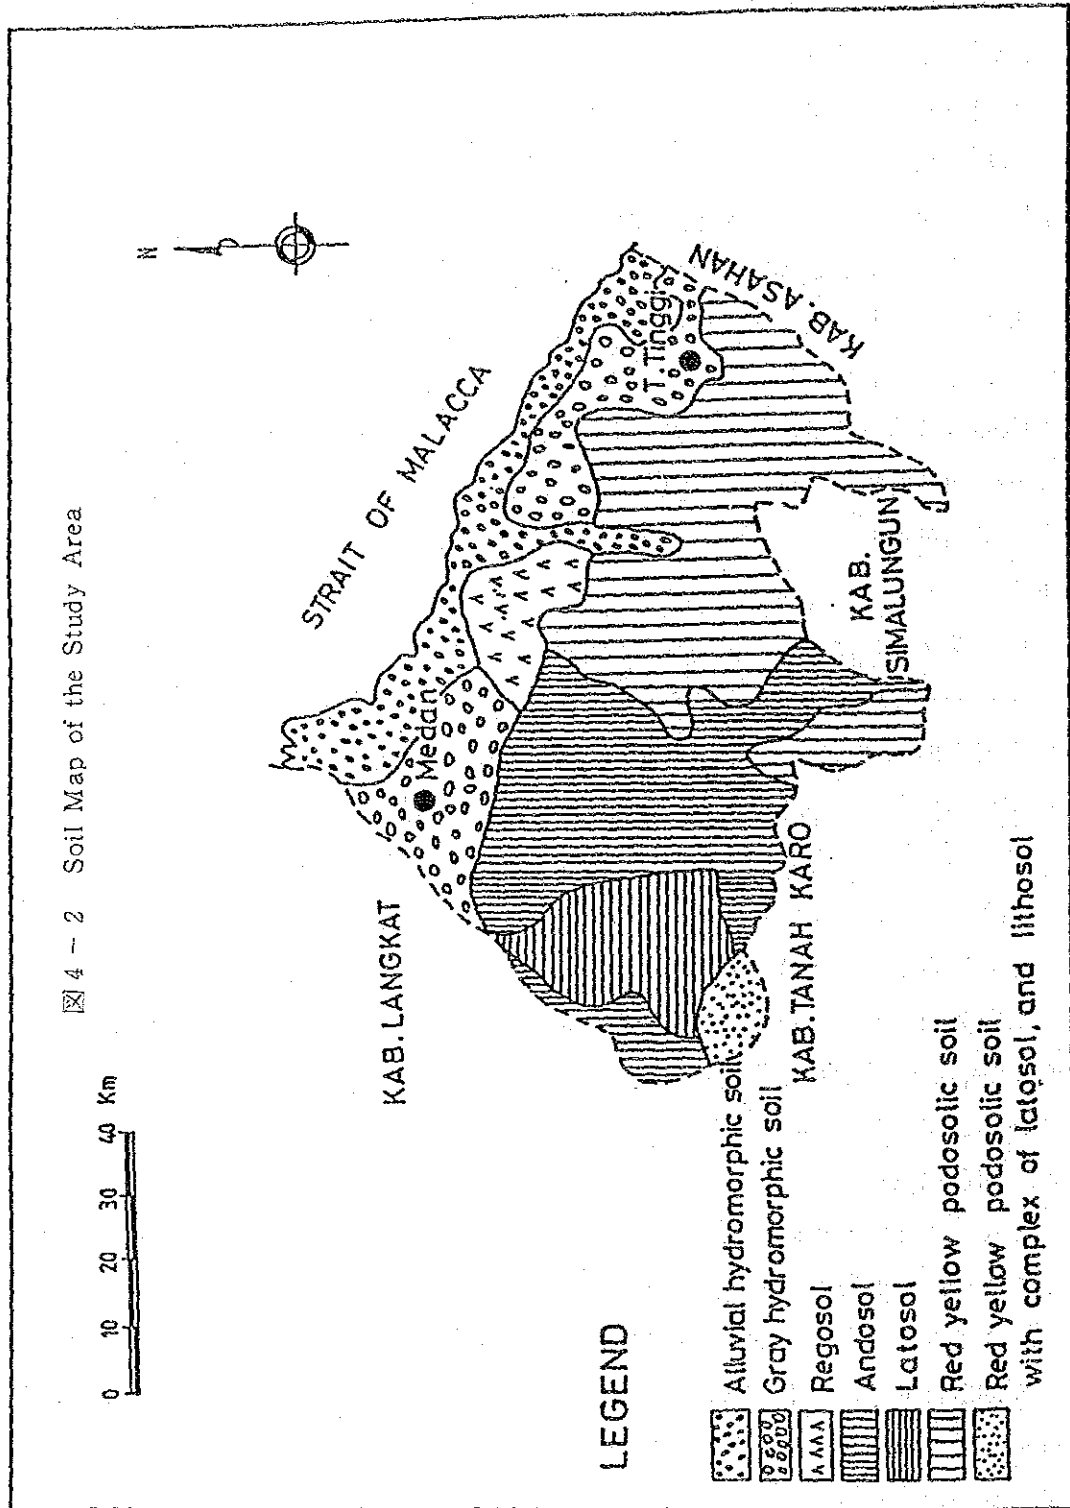 図 4 - 2 Soil Map of the Study Area
0 10 20 30 40 Km
N
STRAIT OF MALACCA
KAB. LANGKAT
Medan
T. Tinggi
KAB. ASAHAN
KAB.
SIMALUNGUN
KAB. TANAH KARO
LEGEND
Alluvial hydromorphic soil
Gray hydromorphic soil
Regosol
Andosol
Latosol
Red yellow podosolic soil
Red yellow podosolic soil
with complex of latosol, and lithosol